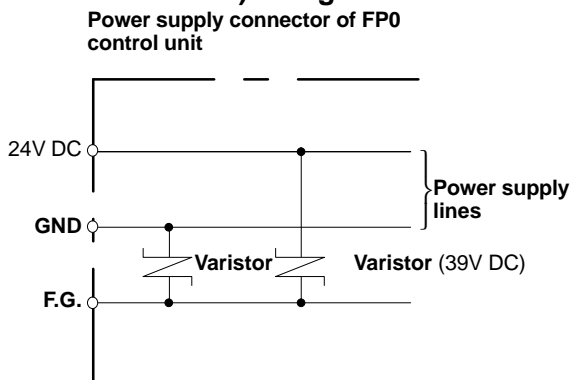 Power supply connector of FP0
control unit
24V DC
Power supply
lines
GND
Varistor
Varistor (39V DC)
F.G.